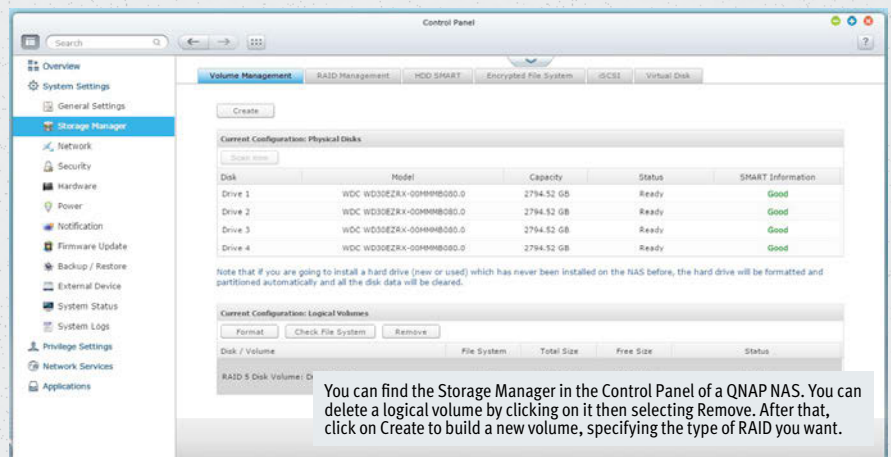 Control Panel
Search
?
Overview
System Settings
General Settings
Storage Manager
Network
Security
Hardware
Power
Notification
Firmware Update
Backup / Restore
External Device
System Status
System Logs
Privilege Settings
Network Services
Applications
Volume Management RAID Management HDD SMART Encrypted File System iSCSI Virtual Disk
Create
Current Configuration: Physical Disks
Scan now
Disk Model Capacity Status SMART Information
Drive 1 WDC WD30EZRX-00MMMB080.0 2794.52 GB Ready Good
Drive 2 WDC WD30EZRX-00MMMB080.0 2794.52 GB Ready Good
Drive 3 WDC WD30EZRX-00MMMB080.0 2794.52 GB Ready Good
Drive 4 WDC WD30EZRX-00MMMB080.0 2794.52 GB Ready Good
Note that if you are going to install a hard drive (new or used) which has never been installed on the NAS before, the hard drive will be formatted and
partitioned automatically and all the disk data will be cleared.
Current Configuration: Logical Volumes
Format Check File System Remove
Disk / Volume File System Total Size Free Size Status
RAID 5 Disk Volume:
You can find the Storage Manager in the Control Panel of a QNAP NAS. You can
delete a logical volume by clicking on it then selecting Remove. After that,
click on Create to build a new volume, specifying the type of RAID you want.